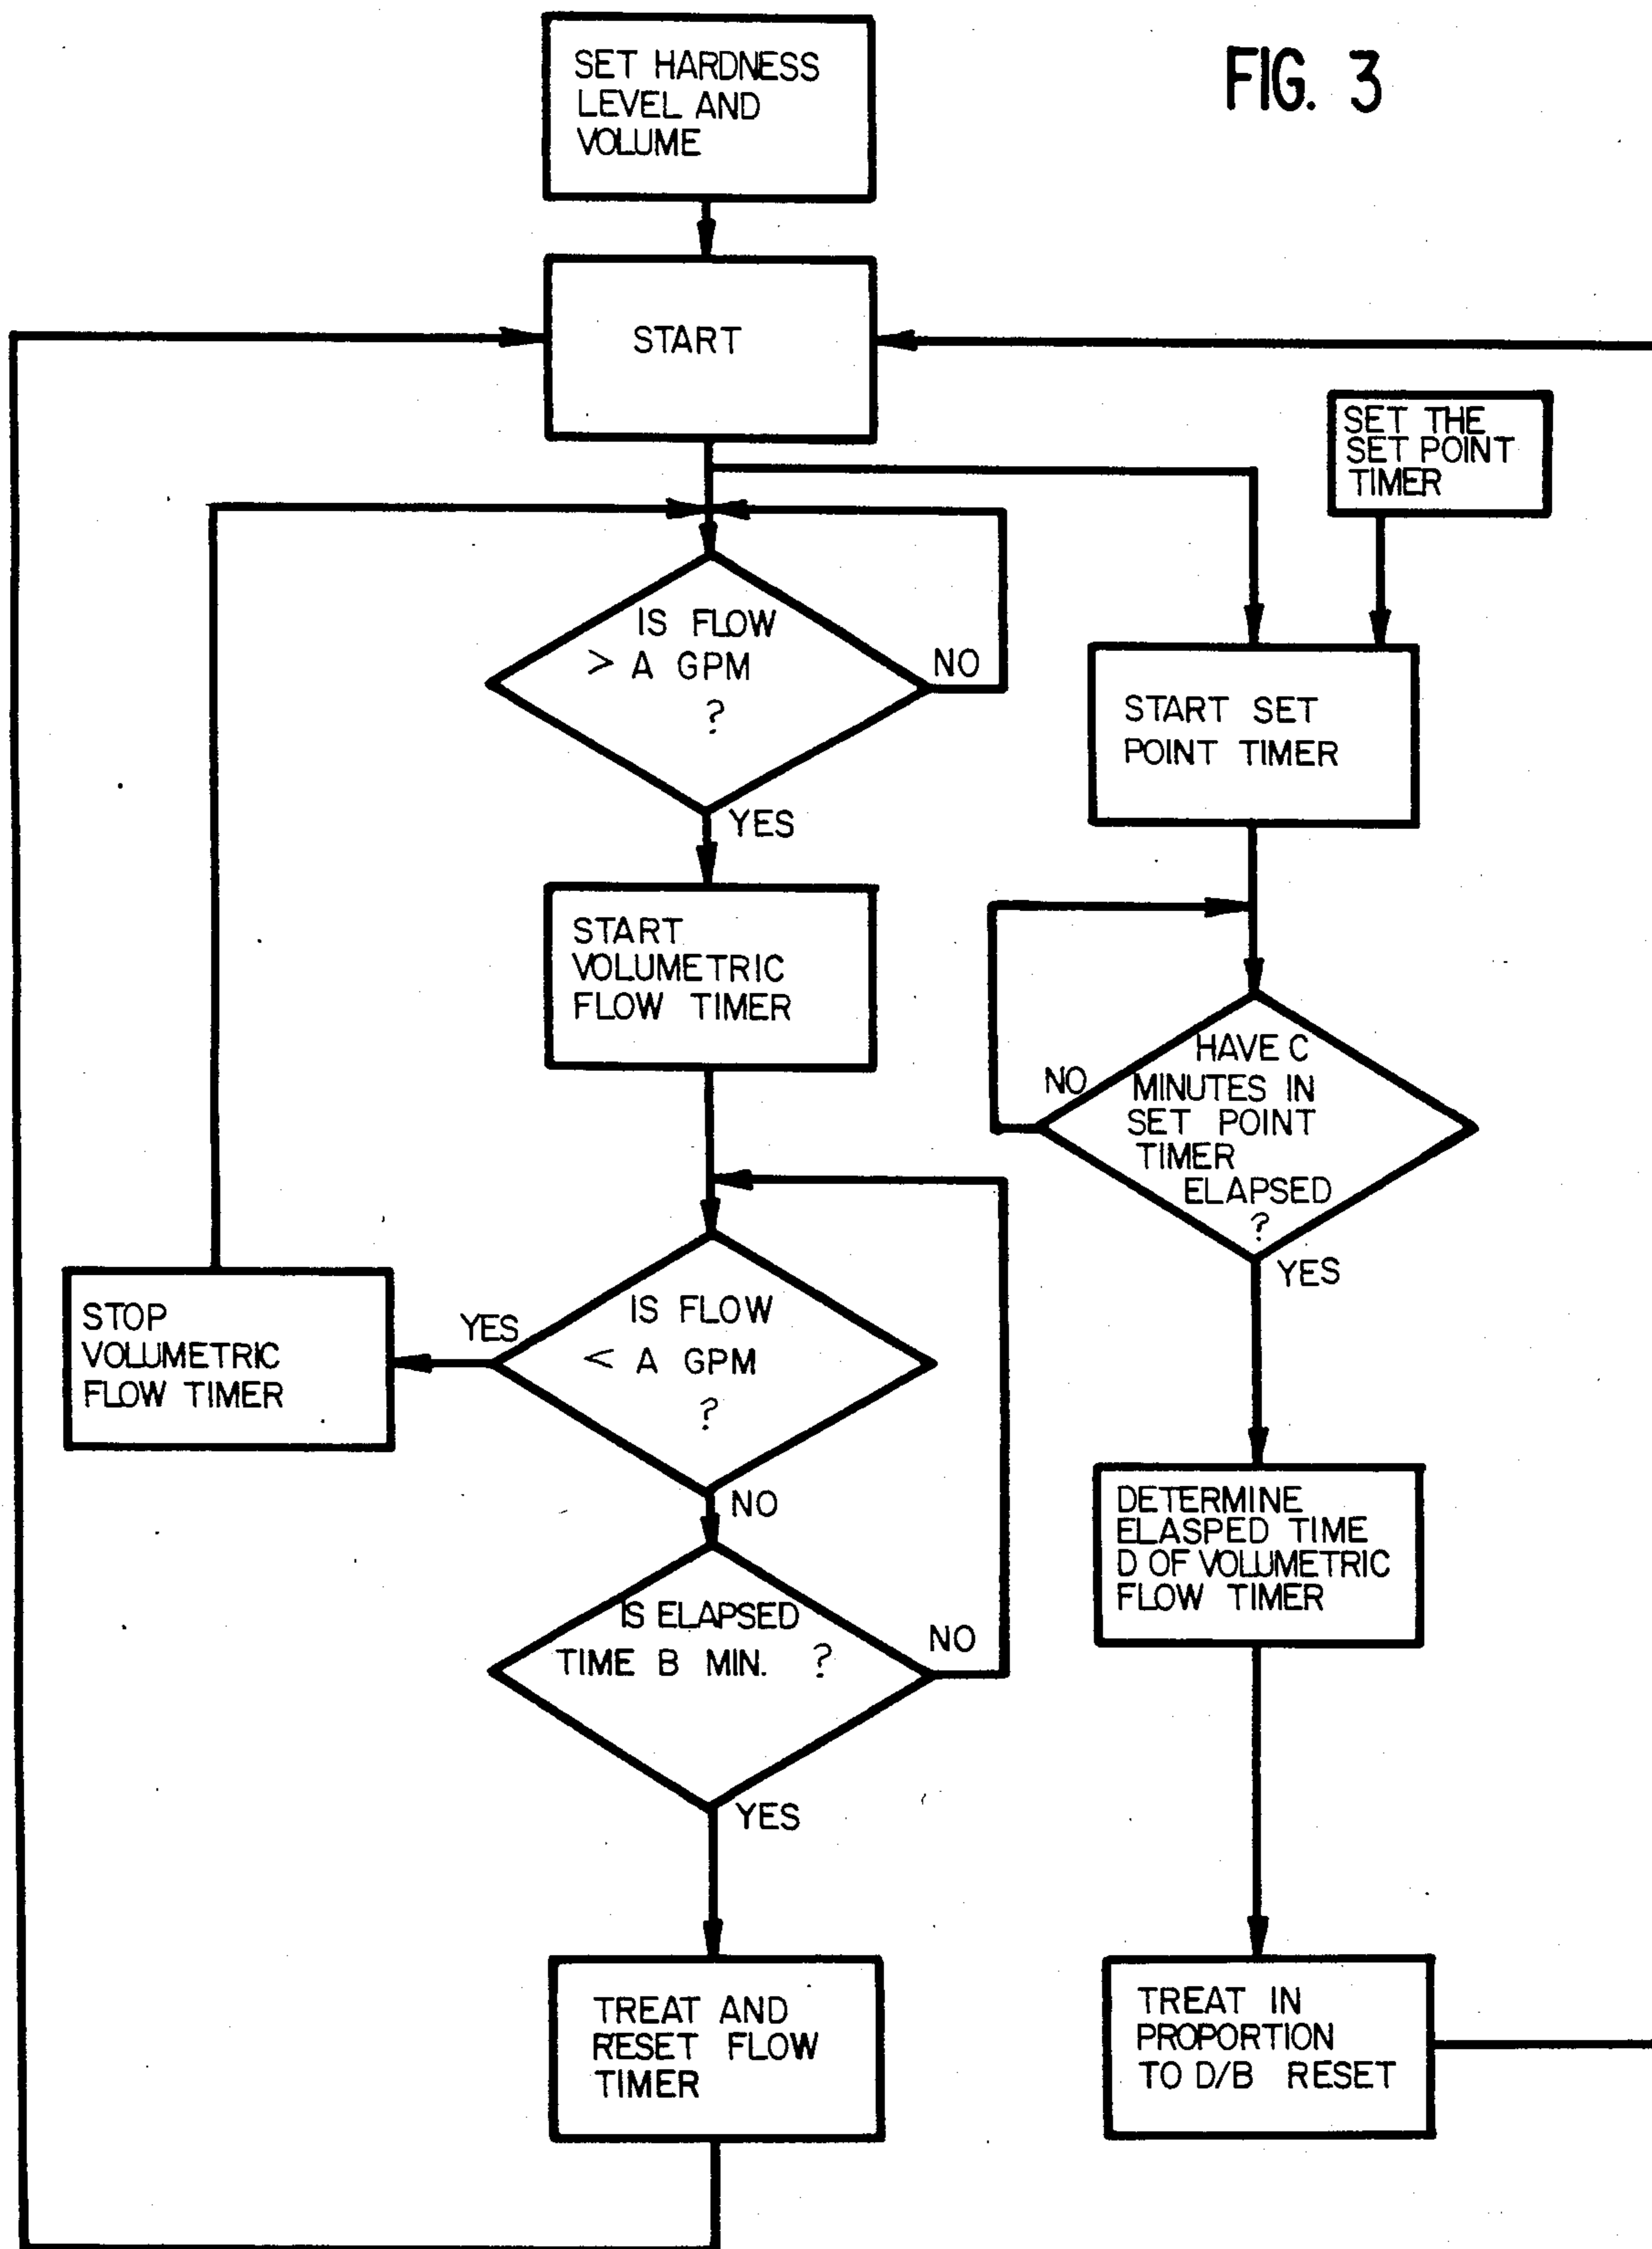 FIG. 3
SET HARDNESS
LEVEL AND
VOLUME
START
SET THE
SET POINT
TIMER
IS FLOW
> A GPM
?
NO
YES
START SET
POINT TIMER
START
VOLUMETRIC
FLOW TIMER
HAVE C
MINUTES IN
SET POINT
TIMER
ELAPSED
?
NO
YES
IS FLOW
< A GPM
?
YES
NO
STOP
VOLUMETRIC
FLOW TIMER
IS ELAPSED
TIME B MIN. ?
NO
YES
DETERMINE
ELASPED TIME
D OF VOLUMETRIC
FLOW TIMER
TREAT AND
RESET FLOW
TIMER
TREAT IN
PROPORTION
TO D/B RESET